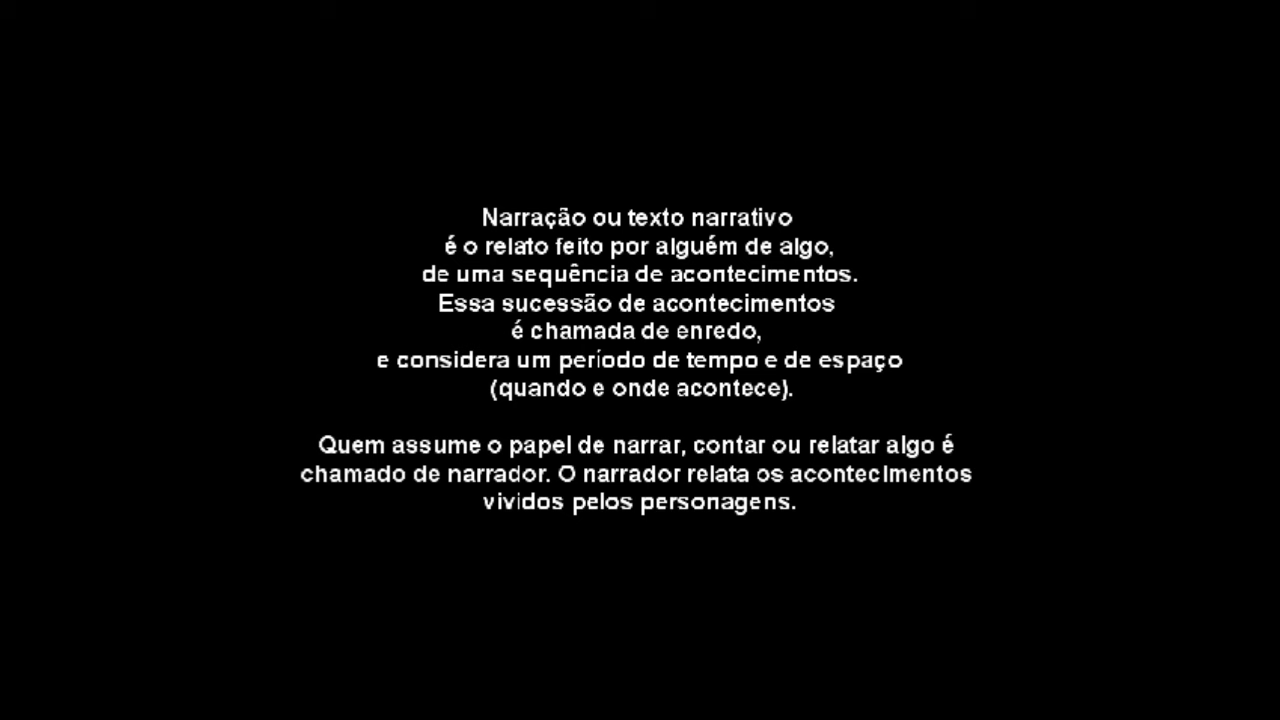 Narração ou texto narrativo
é o relato feito por alguém de algo,
de uma sequência de acontecimentos.
Essa sucessão de acontecimentos
é chamada de enredo,
e considera um período de tempo e de espaço
(quando e onde acontece).
Quem assume o papel de narrar, contar ou relatar algo é
chamado de narrador. O narrador relata os acontecimentos
vividos pelos personagens.